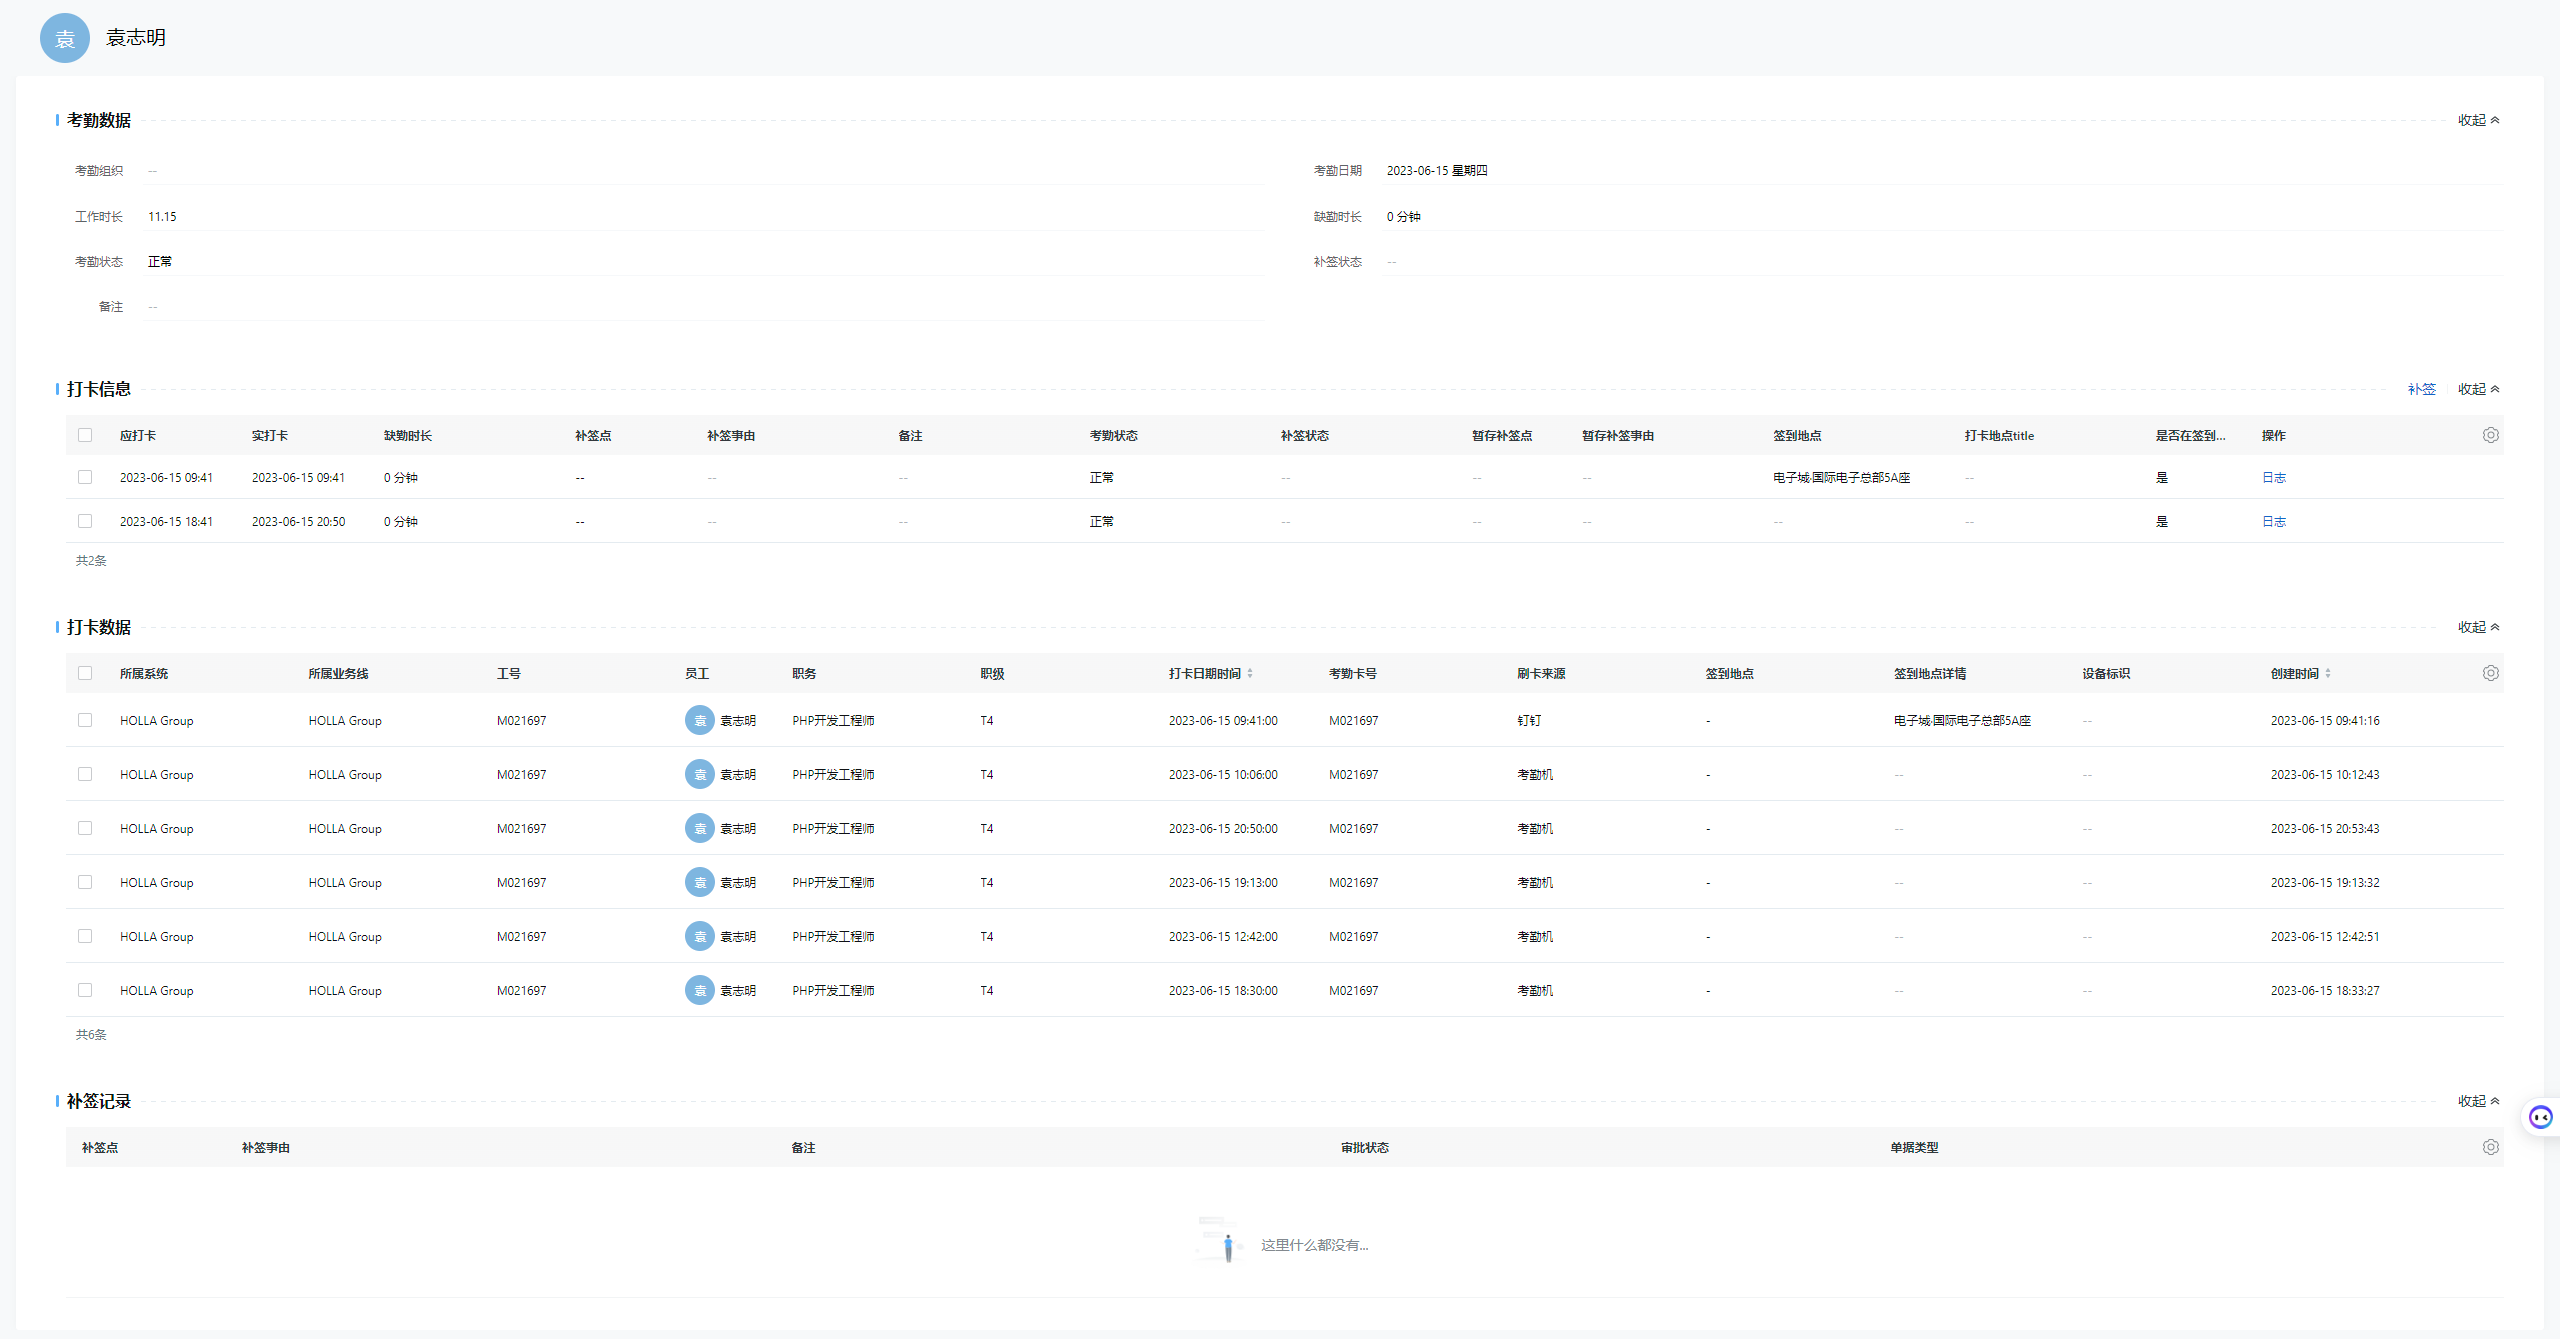 袁 袁志明
考勤数据 收起
考勤组织 -- 考勤日期 2023-06-15 星期四
工作时长 11.15 缺勤时长 0 分钟
考勤状态 正常 补签状态 --
备注 --
打卡信息 补签 收起
应打卡 实打卡 缺勤时长 补签点 补签事由 备注 考勤状态 补签状态 暂存补签点 暂存补签事由 签到地点 打卡地点title 是否在签到... 操作
2023-06-15 09:41 2023-06-15 09:41 0 分钟 -- -- -- 正常 -- -- -- 电子城·国际电子总部5A座 -- 是 日志
2023-06-15 18:41 2023-06-15 20:50 0 分钟 -- -- -- 正常 -- -- -- -- -- 是 日志
共2条
打卡数据 收起
所属系统 所属业务线 工号 员工 职务 职级 打卡日期时间 考勤卡号 刷卡来源 签到地点 签到地点详情 设备标识 创建时间
HOLLA Group HOLLA Group M021697 袁 袁志明 PHP开发工程师 T4 2023-06-15 09:41:00 M021697 钉钉 - 电子城·国际电子总部5A座 -- 2023-06-15 09:41:16
HOLLA Group HOLLA Group M021697 袁 袁志明 PHP开发工程师 T4 2023-06-15 10:06:00 M021697 考勤机 - -- -- 2023-06-15 10:12:43
HOLLA Group HOLLA Group M021697 袁 袁志明 PHP开发工程师 T4 2023-06-15 20:50:00 M021697 考勤机 - -- -- 2023-06-15 20:53:43
HOLLA Group HOLLA Group M021697 袁 袁志明 PHP开发工程师 T4 2023-06-15 19:13:00 M021697 考勤机 - -- -- 2023-06-15 19:13:32
HOLLA Group HOLLA Group M021697 袁 袁志明 PHP开发工程师 T4 2023-06-15 12:42:00 M021697 考勤机 - -- -- 2023-06-15 12:42:51
HOLLA Group HOLLA Group M021697 袁 袁志明 PHP开发工程师 T4 2023-06-15 18:30:00 M021697 考勤机 - -- -- 2023-06-15 18:33:27
共6条
补签记录 收起
补签点 补签事由 备注 审批状态 单据类型
这里什么都没有...